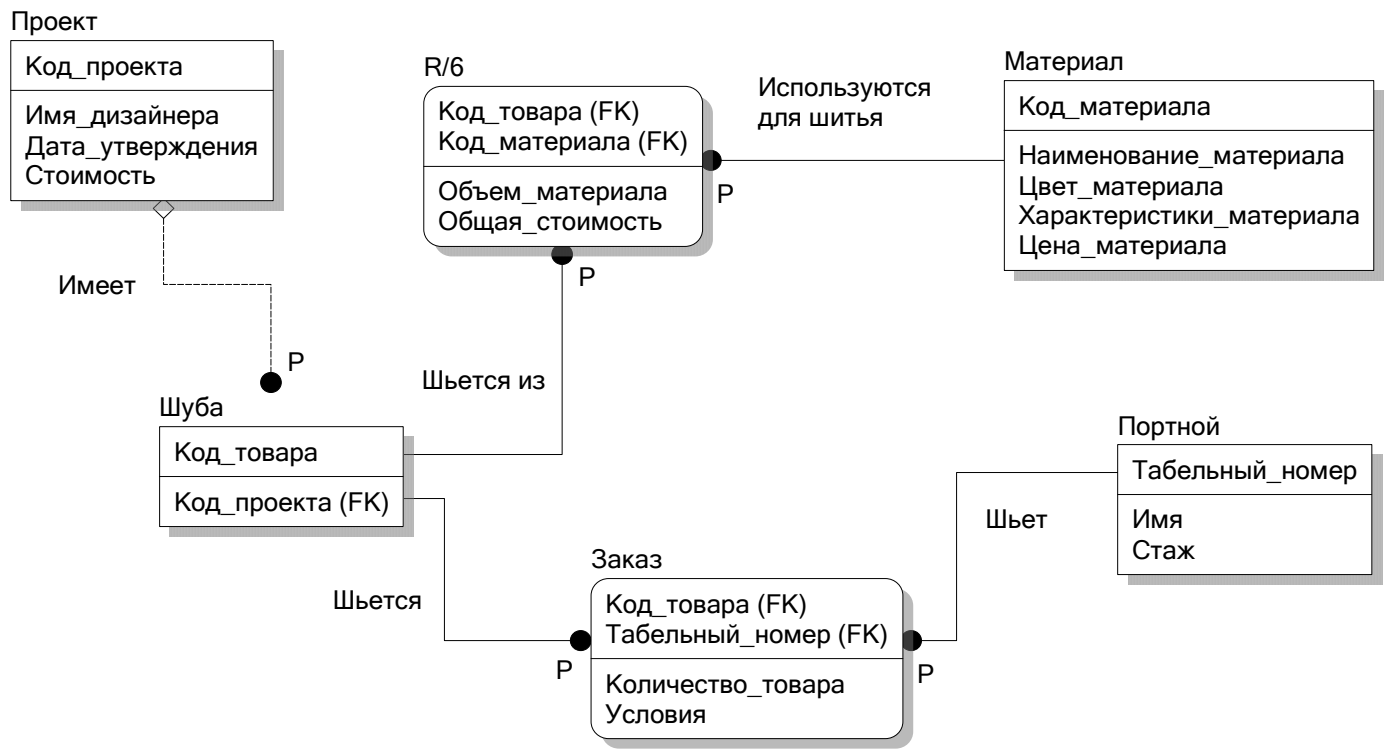 Проект
Код_проекта
Имя_дизайнера
Дата_утверждения
Стоимость
Имеет
P
R/6
Код_товара (FK)
Код_материала (FK)
Объем_материала
Общая_стоимость
P
P
Используются
для шитья
Материал
Код_материала
Наименование_материала
Цвет_материала
Характеристики_материала
Цена_материала
Шьется из
Шуба
Код_товара
Код_проекта (FK)
Шьется
P
Заказ
Код_товара (FK)
Табельный_номер (FK)
Количество_товара
Условия
P
Шьет
Портной
Табельный_номер
Имя
Стаж